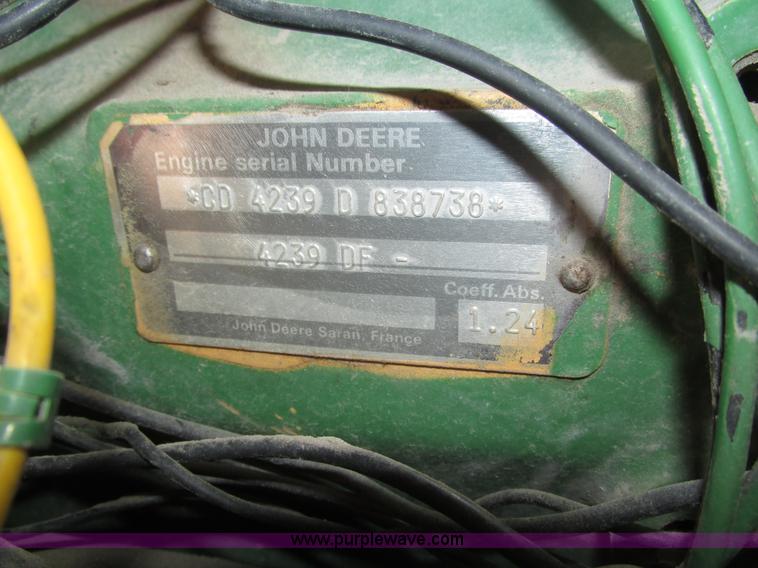 JOHN DEERE
Engine serial Number
*CD 4239 D 838738*
4239 DF -
Coeff. Abs.
1.24
John Deere Saran, France
www.purplewave.com